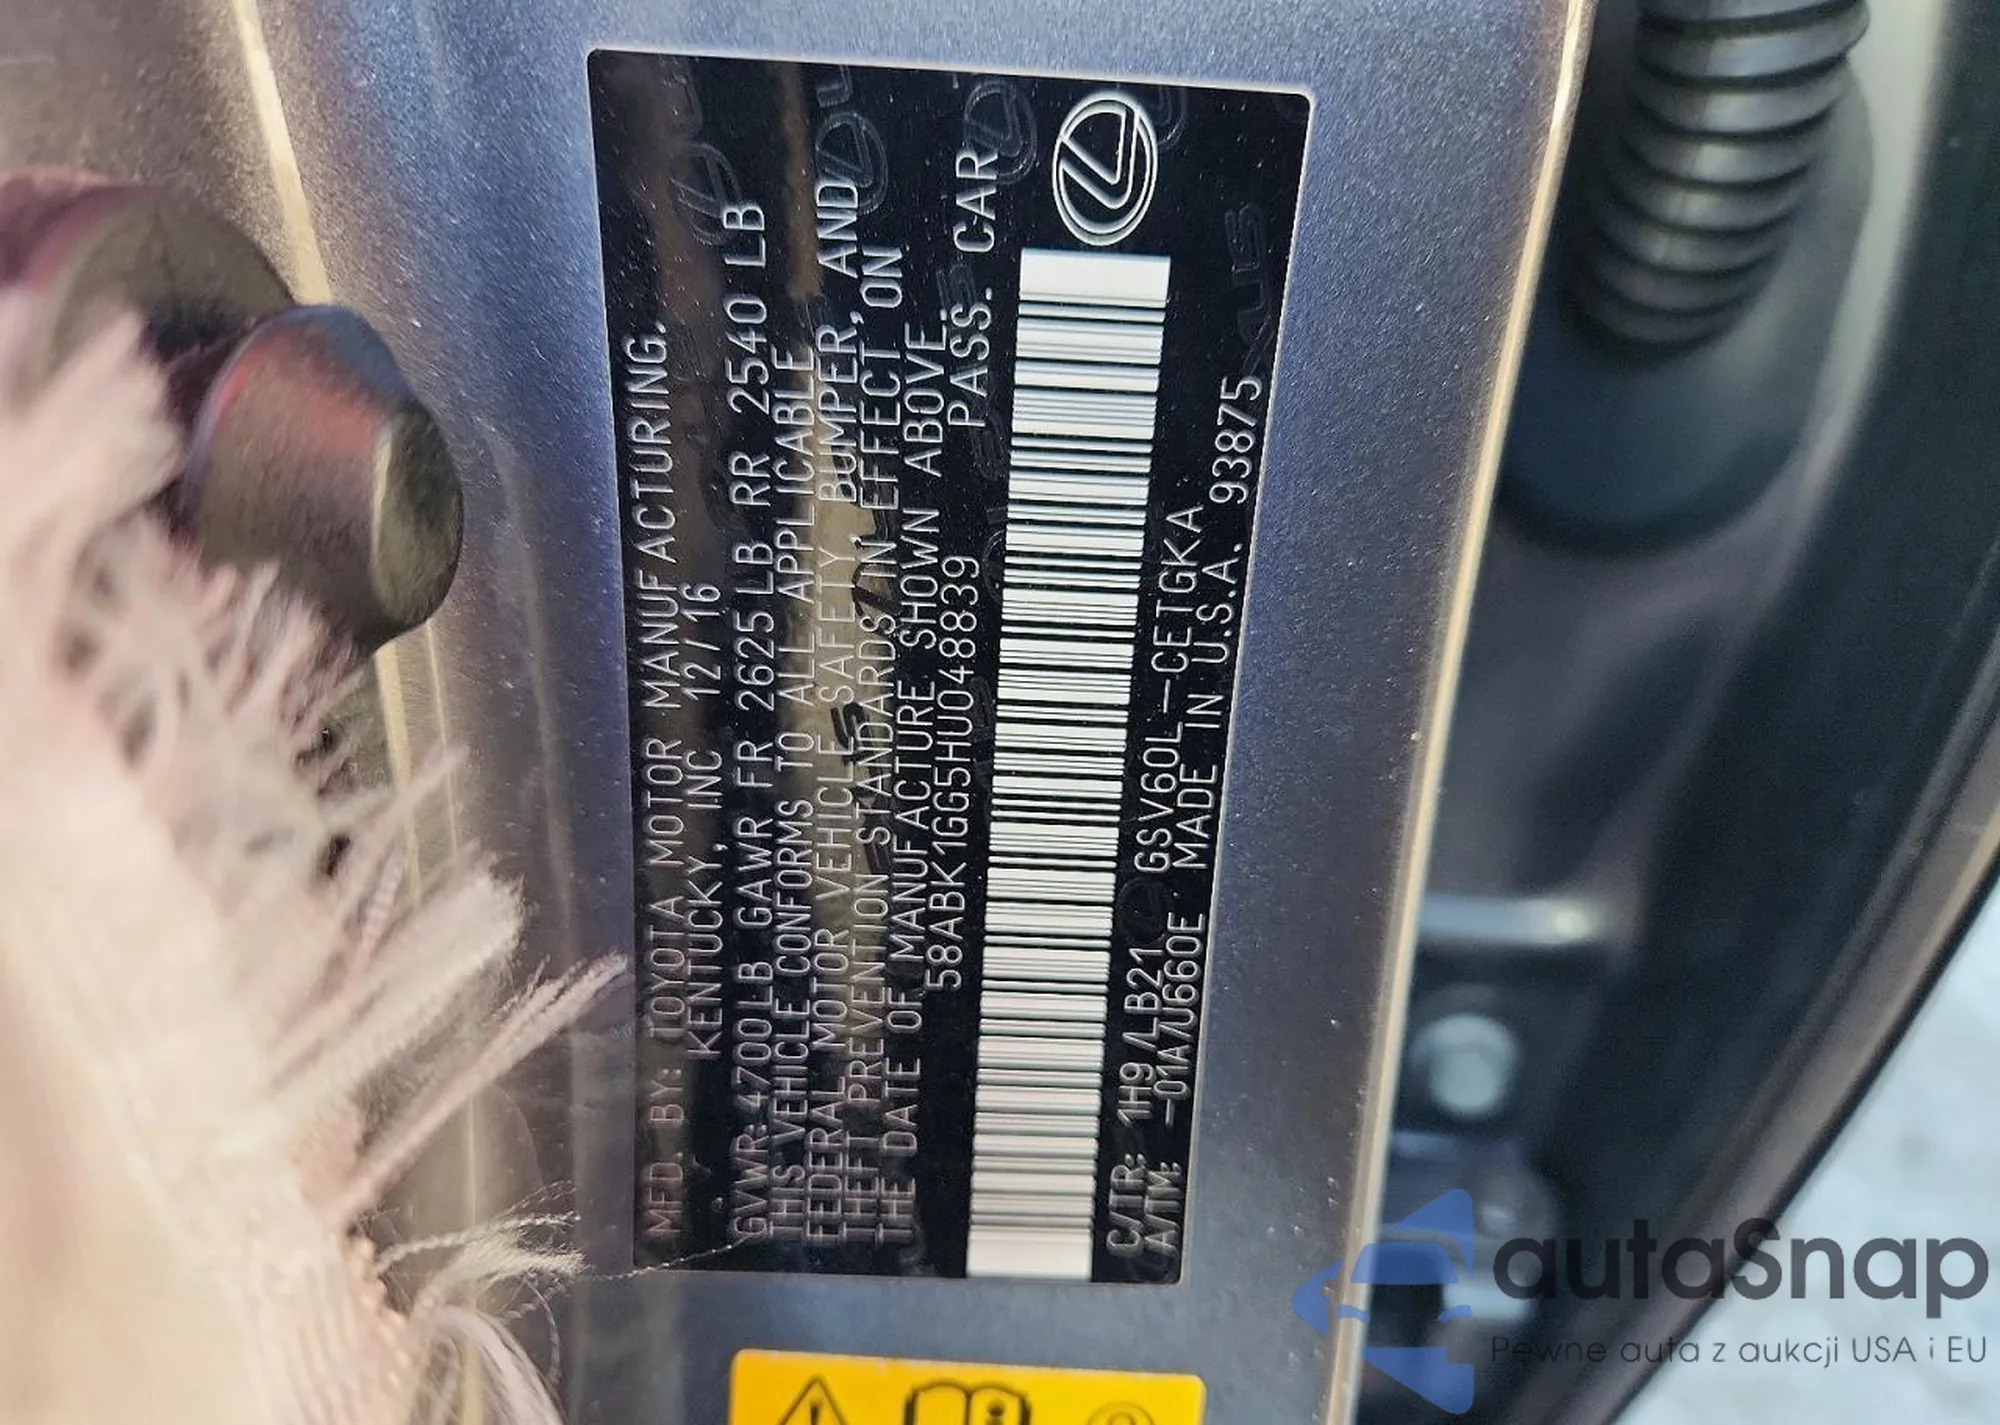 MFD. BY: TOYOTA MOTOR MANUFACTURING.
KENTUCKY, INC 12/16
GVWR 4700LB GAWR FR 2625LB RR 2540 LB
THIS VEHICLE CONFORMS TO ALL APPLICABLE
FEDERAL MOTOR VEHICLE SAFETY, BUMPER, AND
THEFT PREVENTION STANDARDS IN EFFECT ON
THE DATE OF MANUFACTURE SHOWN ABOVE.
58ABK1GG5HU048839 PASS. CAR
C/TR: 1H9/LB21 GSV60L-CETGKA
A/TM: -01A/U660E MADE IN U.S.A. 93875
autaSnap
Pewne auta z aukcji USA i EU